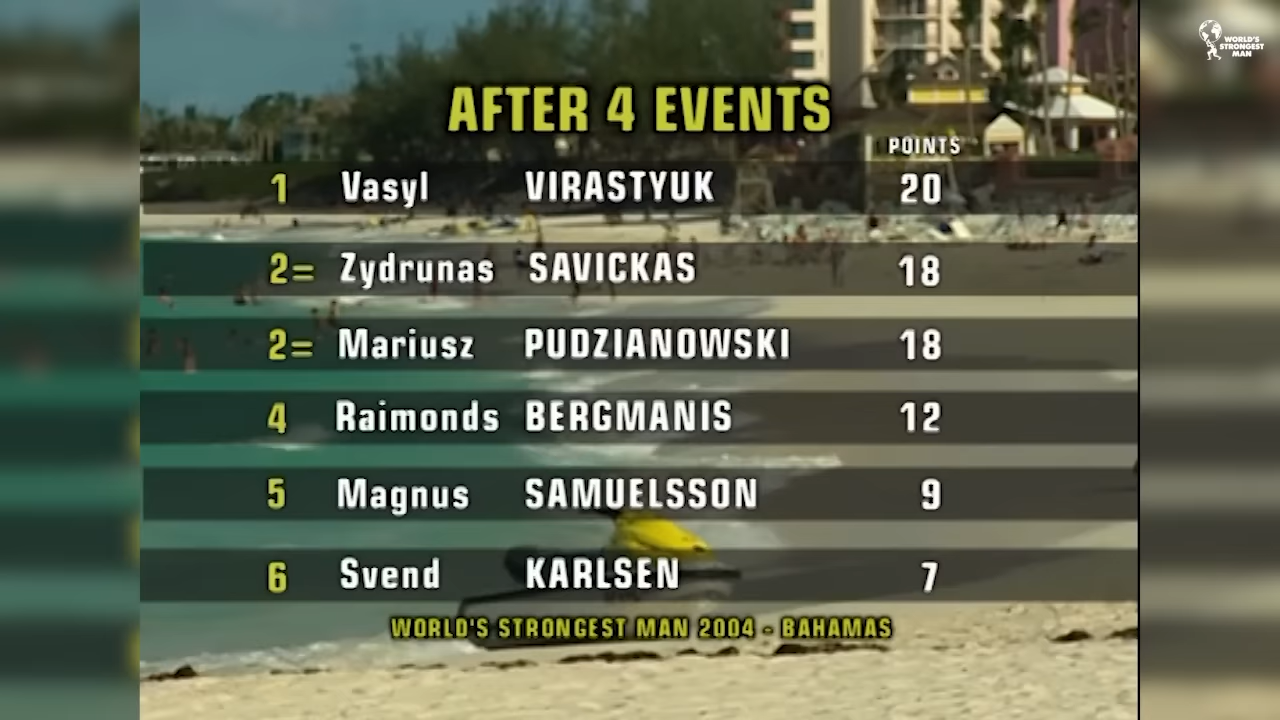 WORLD'S
STRONGEST
MAN
AFTER 4 EVENTS
POINTS
1 Vasyl VIRASTYUK 20
2= Zydrunas SAVICKAS 18
2= Mariusz PUDZIANOWSKI 18
4 Raimonds BERGMANIS 12
5 Magnus SAMUELSSON 9
6 Svend KARLSEN 7
WORLD'S STRONGEST MAN 2004 - BAHAMAS